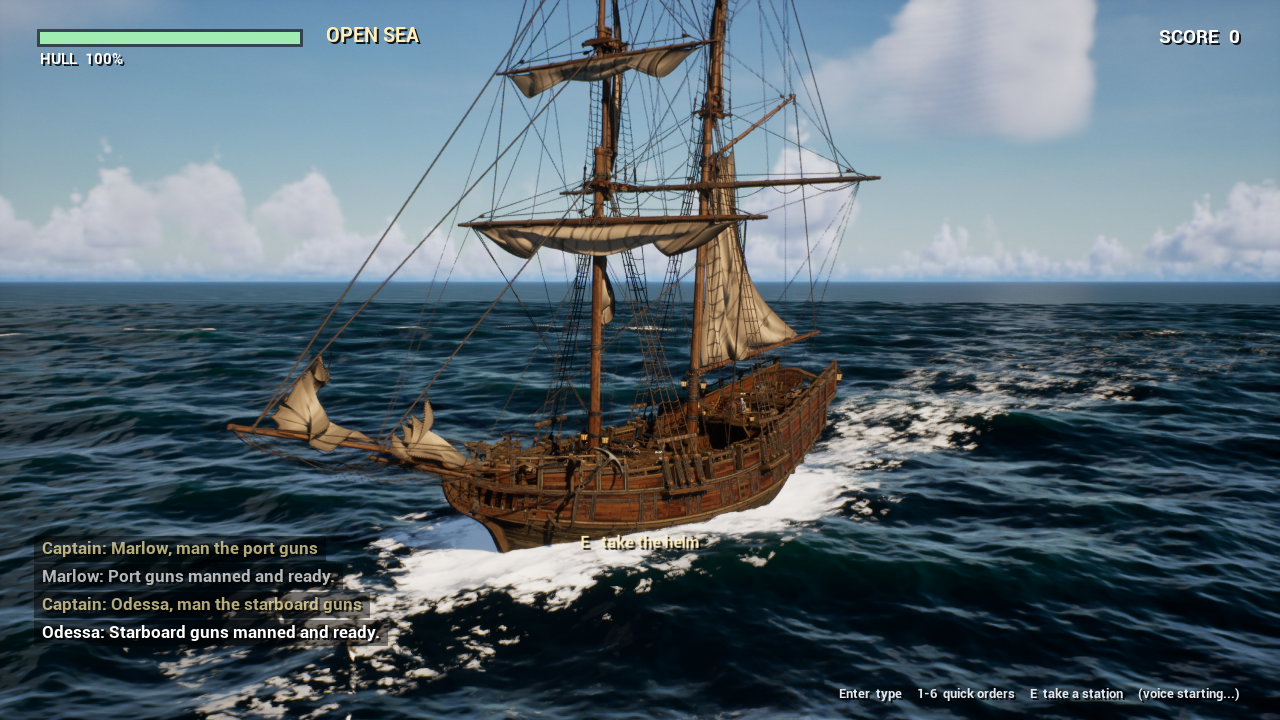 OPEN SEA
SCORE 0
HULL 100%
E take the helm
Captain: Marlow, man the port guns
Marlow: Port guns manned and ready.
Captain: Odessa, man the starboard guns
Odessa: Starboard guns manned and ready.
Enter type 1-6 quick orders E take a station (voice starting...)